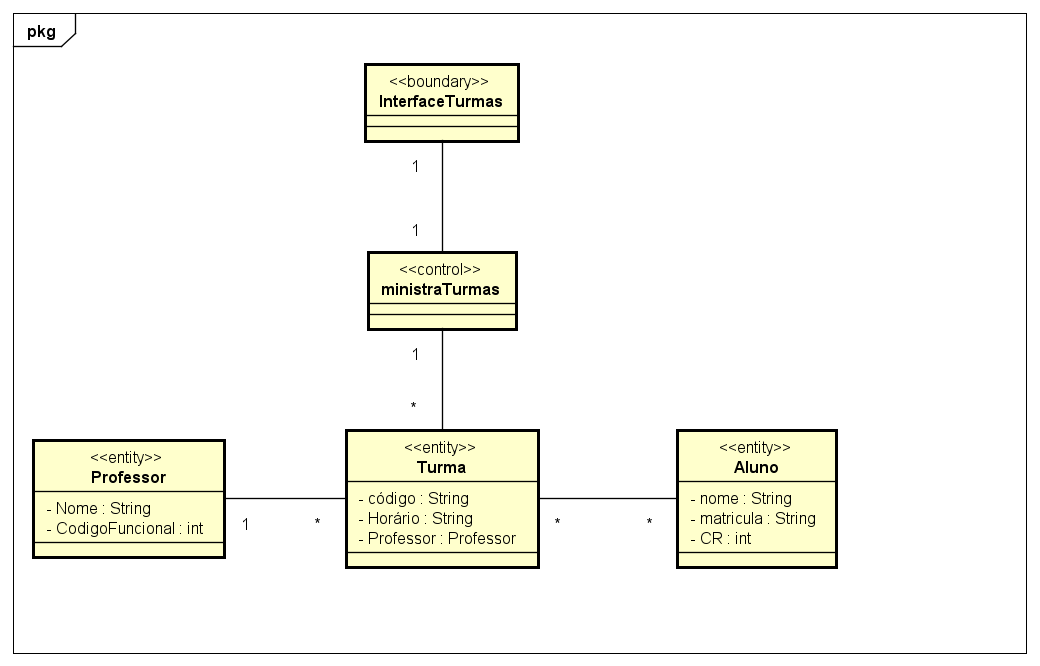 pkg
<<boundary>>
InterfaceTurmas
1
1
<<control>>
ministraTurmas
1
*
<<entity>>
Professor
- Nome : String
- CodigoFuncional : int
1
*
<<entity>>
Turma
- código : String
- Horário : String
- Professor : Professor
*
*
<<entity>>
Aluno
- nome : String
- matricula : String
- CR : int